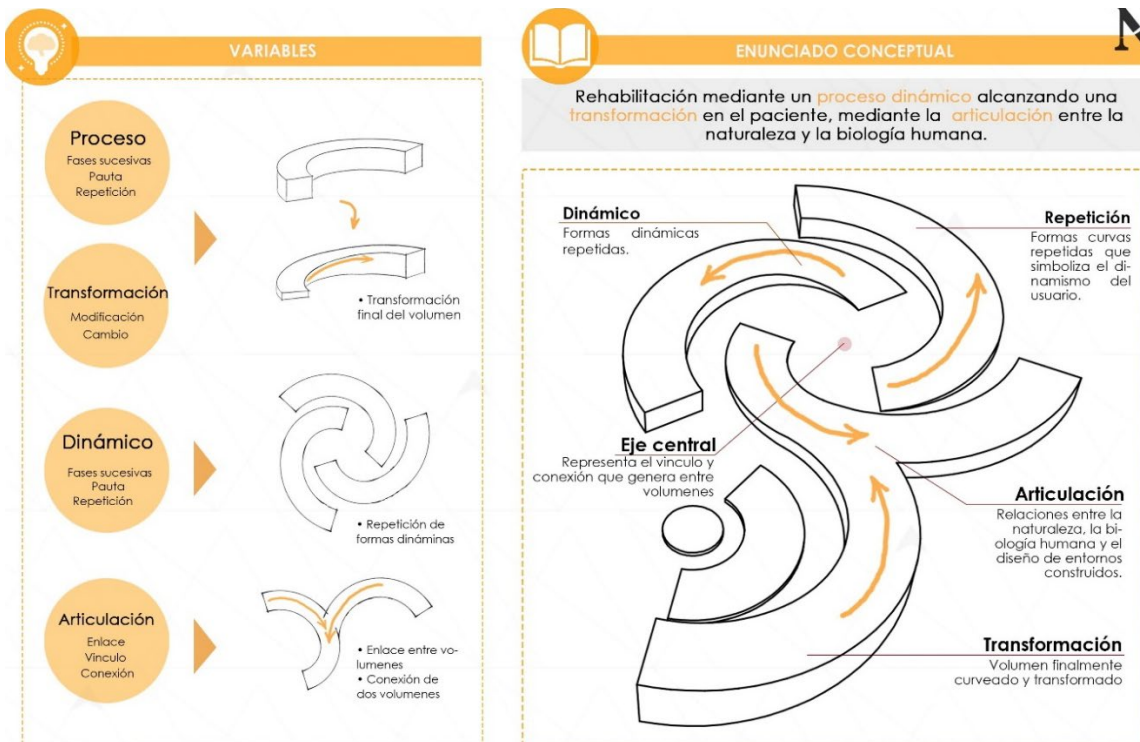 VARIABLES
Proceso
Fases sucesivas
Pauta
Repetición
Transformación
Modificación
Cambio
• Transformación
final del volumen
Dinámico
Fases sucesivas
Pauta
Repetición
• Repetición de
formas dináminas
Articulación
Enlace
Vinculo
Conexión
• Enlace entre vo-
lumenes
• Conexión de
dos volumenes
ENUNCIADO CONCEPTUAL
Rehabilitación mediante un proceso dinámico alcanzando una
transformación en el paciente, mediante la articulación entre la
naturaleza y la biología humana.
Dinámico
Formas dinámicas
repetidas.
Repetición
Formas curvas
repetidas que
simboliza el di-
namismo del
usuario.
Eje central
Representa el vinculo y
conexión que genera entre
volumenes
Articulación
Relaciones entre la
naturaleza, la bi-
ología humana y el
diseño de entornos
construidos.
Transformación
Volumen finalmente
curveado y transformado